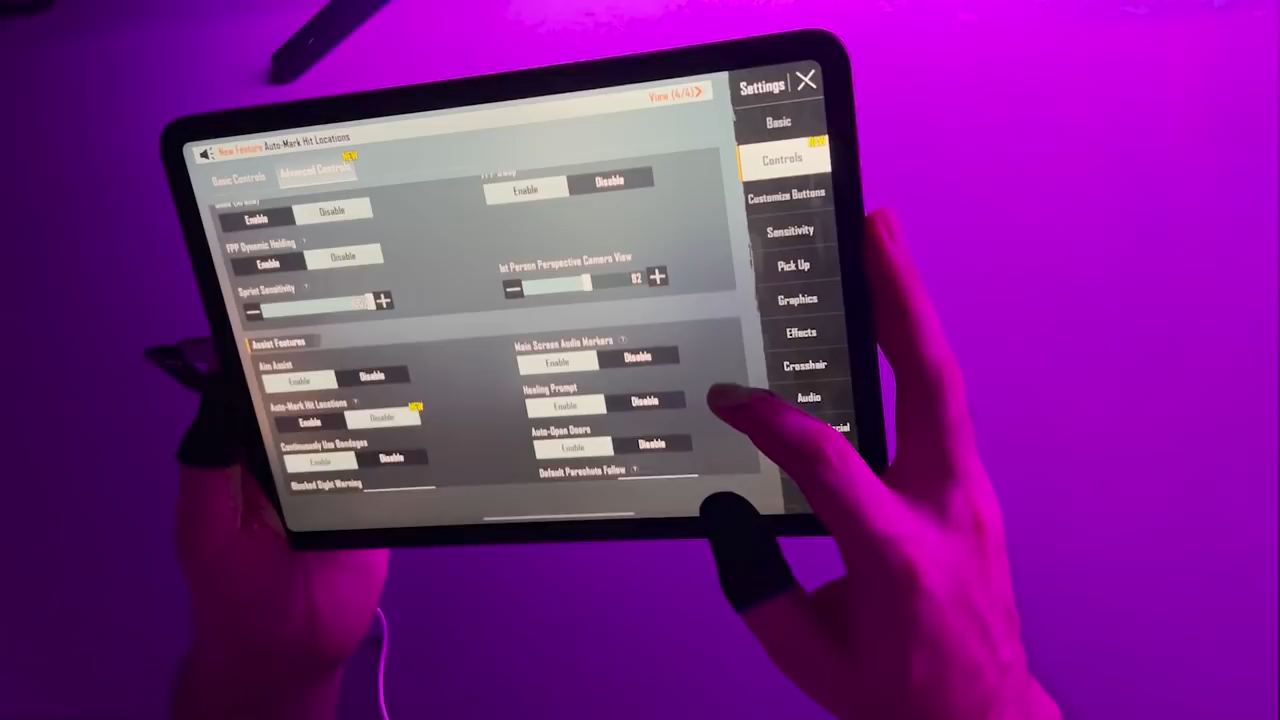 New Feature Auto-Mark Hit Locations
View (4/4)
Settings
Basic Controls
Advanced Controls
NEW
Enable
Disable
Enable
Disable
FPP Dynamic Holding
Enable
Disable
Sprint Sensitivity
1st Person Perspective Camera View
Assist Features
Aim Assist
Enable
Disable
Main Screen Audio Markers
Enable
Disable
Auto-Mark Hit Locations
NEW
Enable
Disable
Healing Prompt
Enable
Disable
Continuously Use Bandages
Enable
Disable
Auto-Open Doors
Enable
Disable
Blocked Sight Warning
Default Parachute Follow
Basic
Controls
NEW
Customize Buttons
Sensitivity
Pick Up
Graphics
Effects
Crosshair
Audio